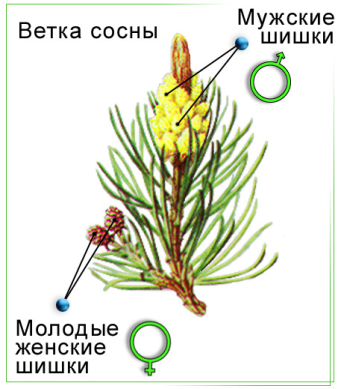 Ветка сосны
Мужские
шишки
Молодые
женские
шишки